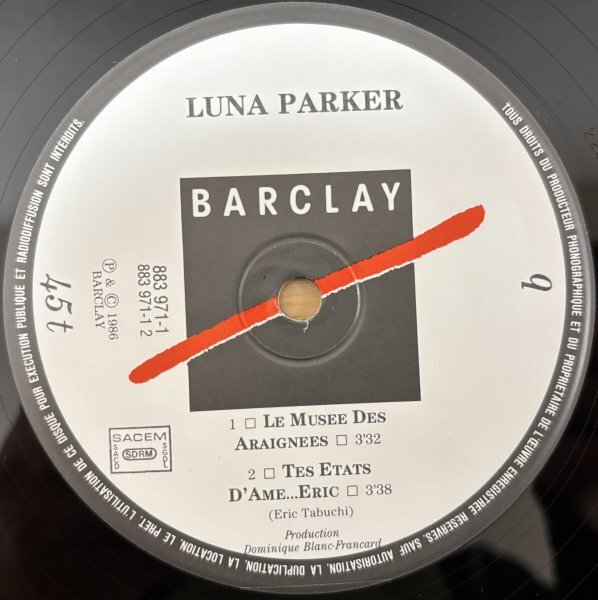 LUNA PARKER
BARCLAY
883 971-1
883 971-1 2
Ⓟ & © 1986
BARCLAY
45t
SACEM
SACD
SDRM
SGDL
1 □ LE MUSEE DES
ARAIGNEES □ 3'32
2 □ TES ETATS
D'AME...ERIC □ 3'38
(Eric Tabuchi)
Production
Dominique Blanc-Francard
TOUS DROITS DU PRODUCTEUR PHONOGRAPHIQUE ET DU PROPRIETAIRE DE L'ŒUVRE ENREGISTREE RESERVES. SAUF AUTORISATION, LA DUPLICATION, LA LOCATION, LE PRET, L'UTILISATION DE CE DISQUE POUR EXECUTION PUBLIQUE ET RADIODIFFUSION SONT INTERDITS.